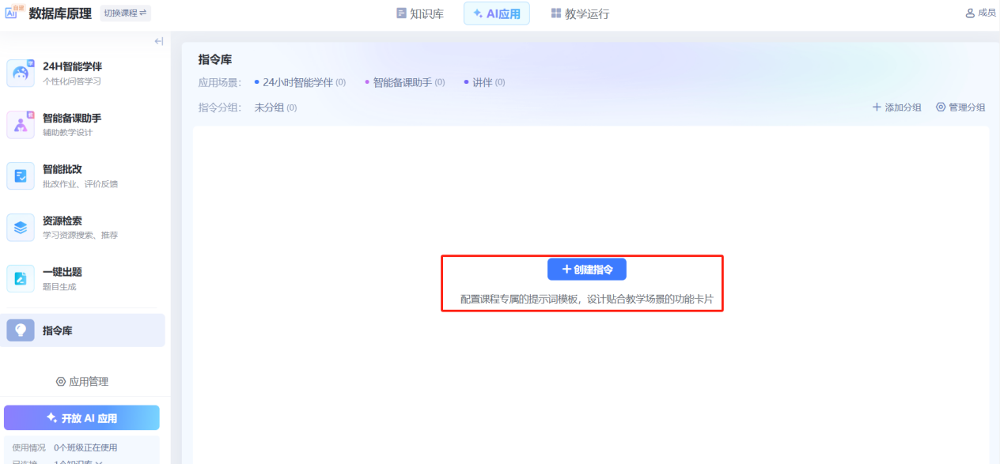 AI 自建 数据库原理 切换课程 知识库 AI应用 教学运行 成员
24H智能学伴
个性化问答学习
智能备课助手
辅助教学设计
智能批改
批改作业、评价反馈
资源检索
学习资源搜索、推荐
一键出题
题目生成
指令库
应用管理
开放 AI 应用
使用情况 0个班级正在使用
已连接 1个知识库
指令库
应用场景： 24小时智能学伴 (0) 智能备课助手 (0) 讲伴 (0)
指令分组： 未分组 (0) 添加分组 管理分组
创建指令
配置课程专属的提示词模板，设计贴合教学场景的功能卡片